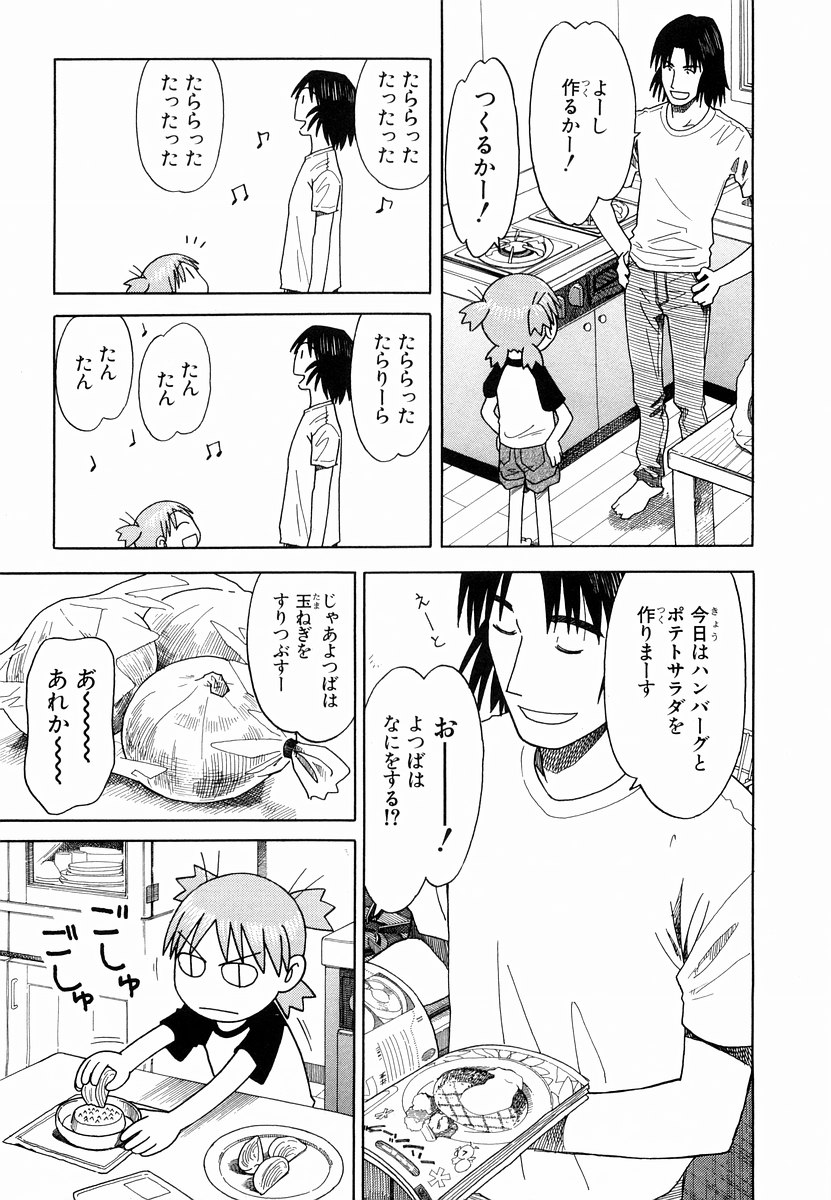 よーし
作るかー！
つくるかー！
たららった
たったった
たららった
たったった
たららった
たらりーら
たん
たん
たん
たん
今日はハンバーグと
ポテトサラダを
作りまーす
えーと
おーー！
よつばは
なにをする!?
じゃあよつばは
玉ねぎを
すりつぶすー
あ゛〜〜〜〜
あれか〜〜
ごしゅ
ごしゅ